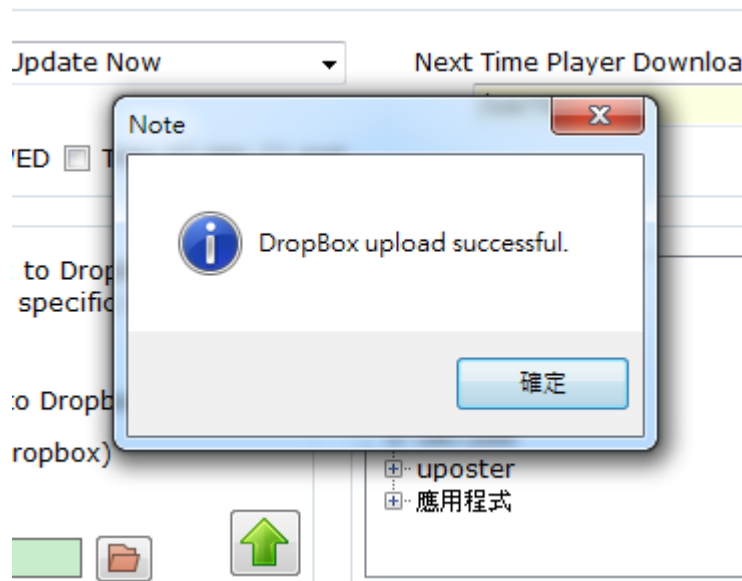 Update Now
Next Time Player Downloa
Note
'ED
DropBox upload successful.
to Drop
specific
確定
to Dropb
ropbox)
uposter
應用程式